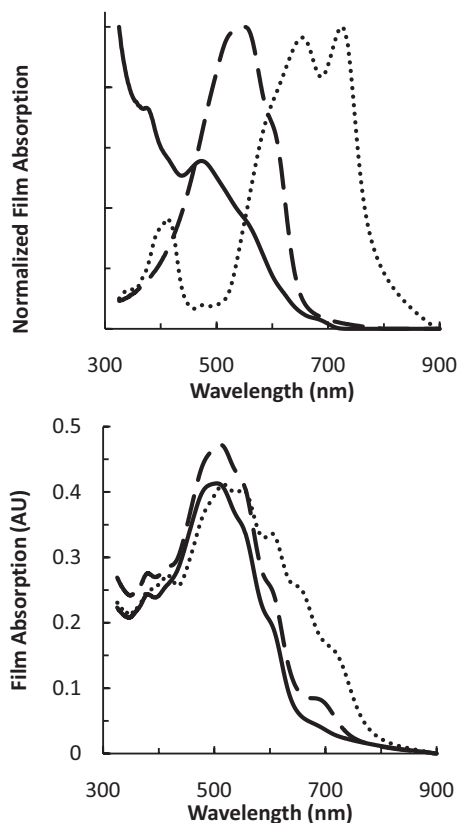 Normalized Film Absorption
300 500 700 900
Wavelength (nm)
0.5
0.4
0.3
0.2
0.1
0
Film Absorption (AU)
300 500 700 900
Wavelength (nm)